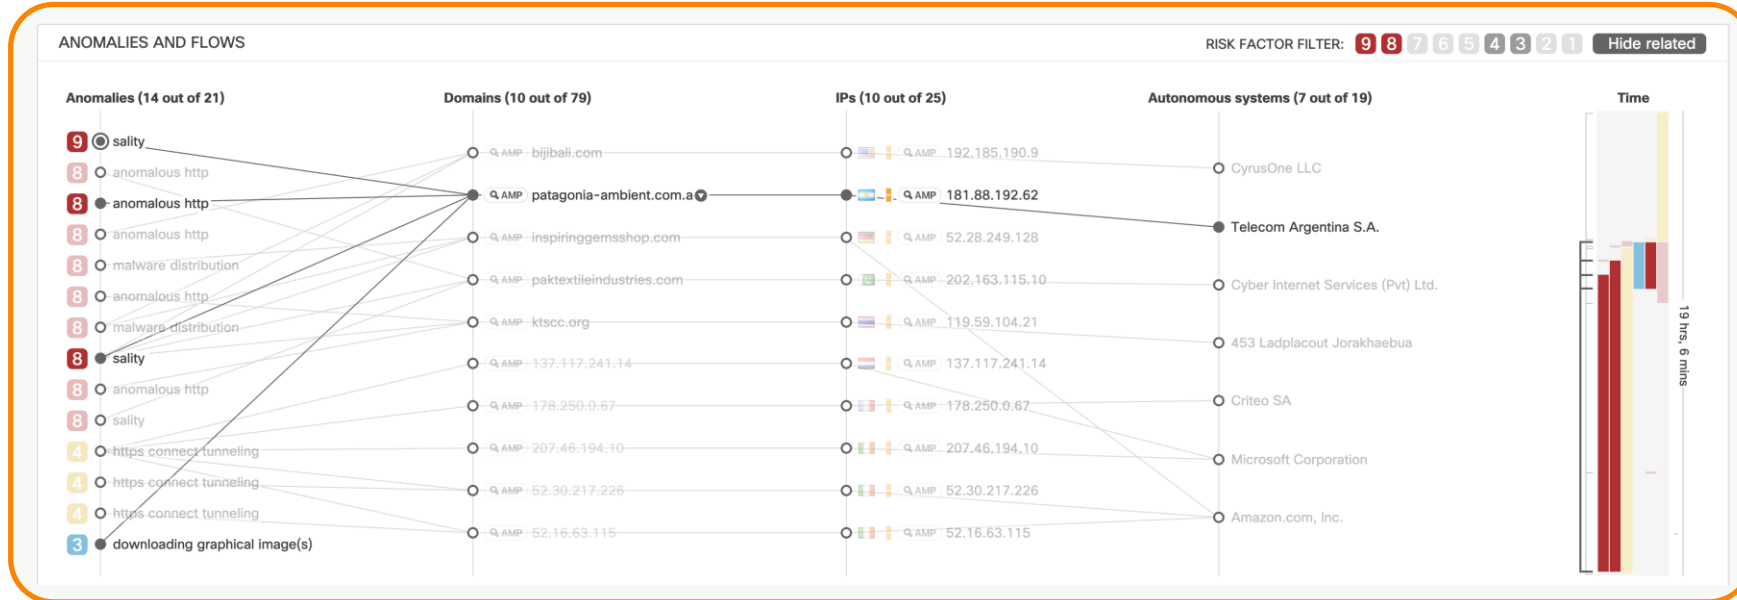 ANOMALIES AND FLOWS
RISK FACTOR FILTER: 9 8 7 6 5 4 3 2 1 Hide related
Anomalies (14 out of 21) Domains (10 out of 79) IPs (10 out of 25) Autonomous systems (7 out of 19) Time
9 sality
8 anomalous http
8 anomalous http
8 anomalous http
8 malware distribution
8 anomalous http
8 malware distribution
8 sality
8 anomalous http
8 sality
4 https connect tunneling
4 https connect tunneling
4 https connect tunneling
3 downloading graphical image(s)
AMP bijibali.com
AMP patagonia-ambient.com.a
AMP inspiringgemsshop.com
AMP paktextileindustries.com
AMP ktscc.org
AMP 137.117.241.14
AMP 178.250.0.67
AMP 207.46.194.10
AMP 52.30.217.226
AMP 52.16.63.115
AMP 192.185.190.9
AMP 181.88.192.62
AMP 52.28.249.128
AMP 202.163.115.10
AMP 119.59.104.21
AMP 137.117.241.14
AMP 178.250.0.67
AMP 207.46.194.10
AMP 52.30.217.226
AMP 52.16.63.115
CyrusOne LLC
Telecom Argentina S.A.
Cyber Internet Services (Pvt) Ltd.
453 Ladplacout Jorakhaebua
Criteo SA
Microsoft Corporation
Amazon.com, Inc.
19 hrs, 6 mins